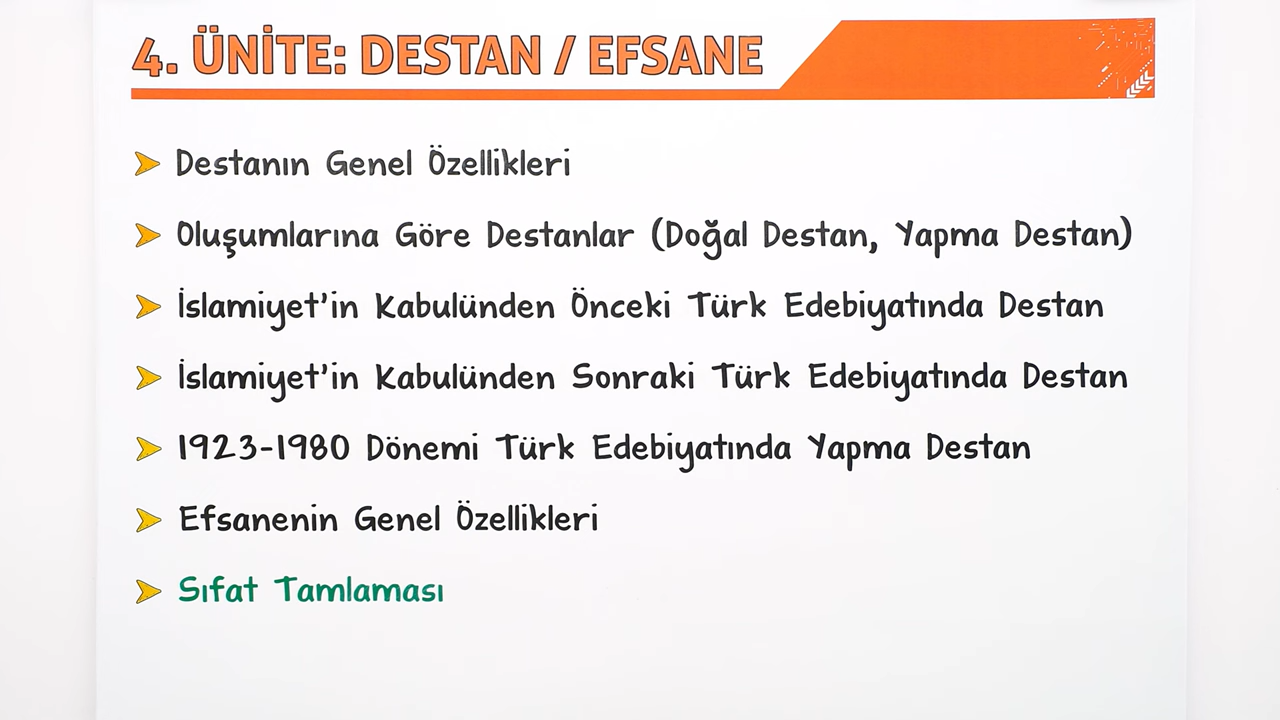 4. ÜNİTE: DESTAN / EFSANE
Destanın Genel Özellikleri
Oluşumlarına Göre Destanlar (Doğal Destan, Yapma Destan)
İslamiyet'in Kabulünden Önceki Türk Edebiyatında Destan
İslamiyet'in Kabulünden Sonraki Türk Edebiyatında Destan
1923-1980 Dönemi Türk Edebiyatında Yapma Destan
Efsanenin Genel Özellikleri
Sıfat Tamlaması